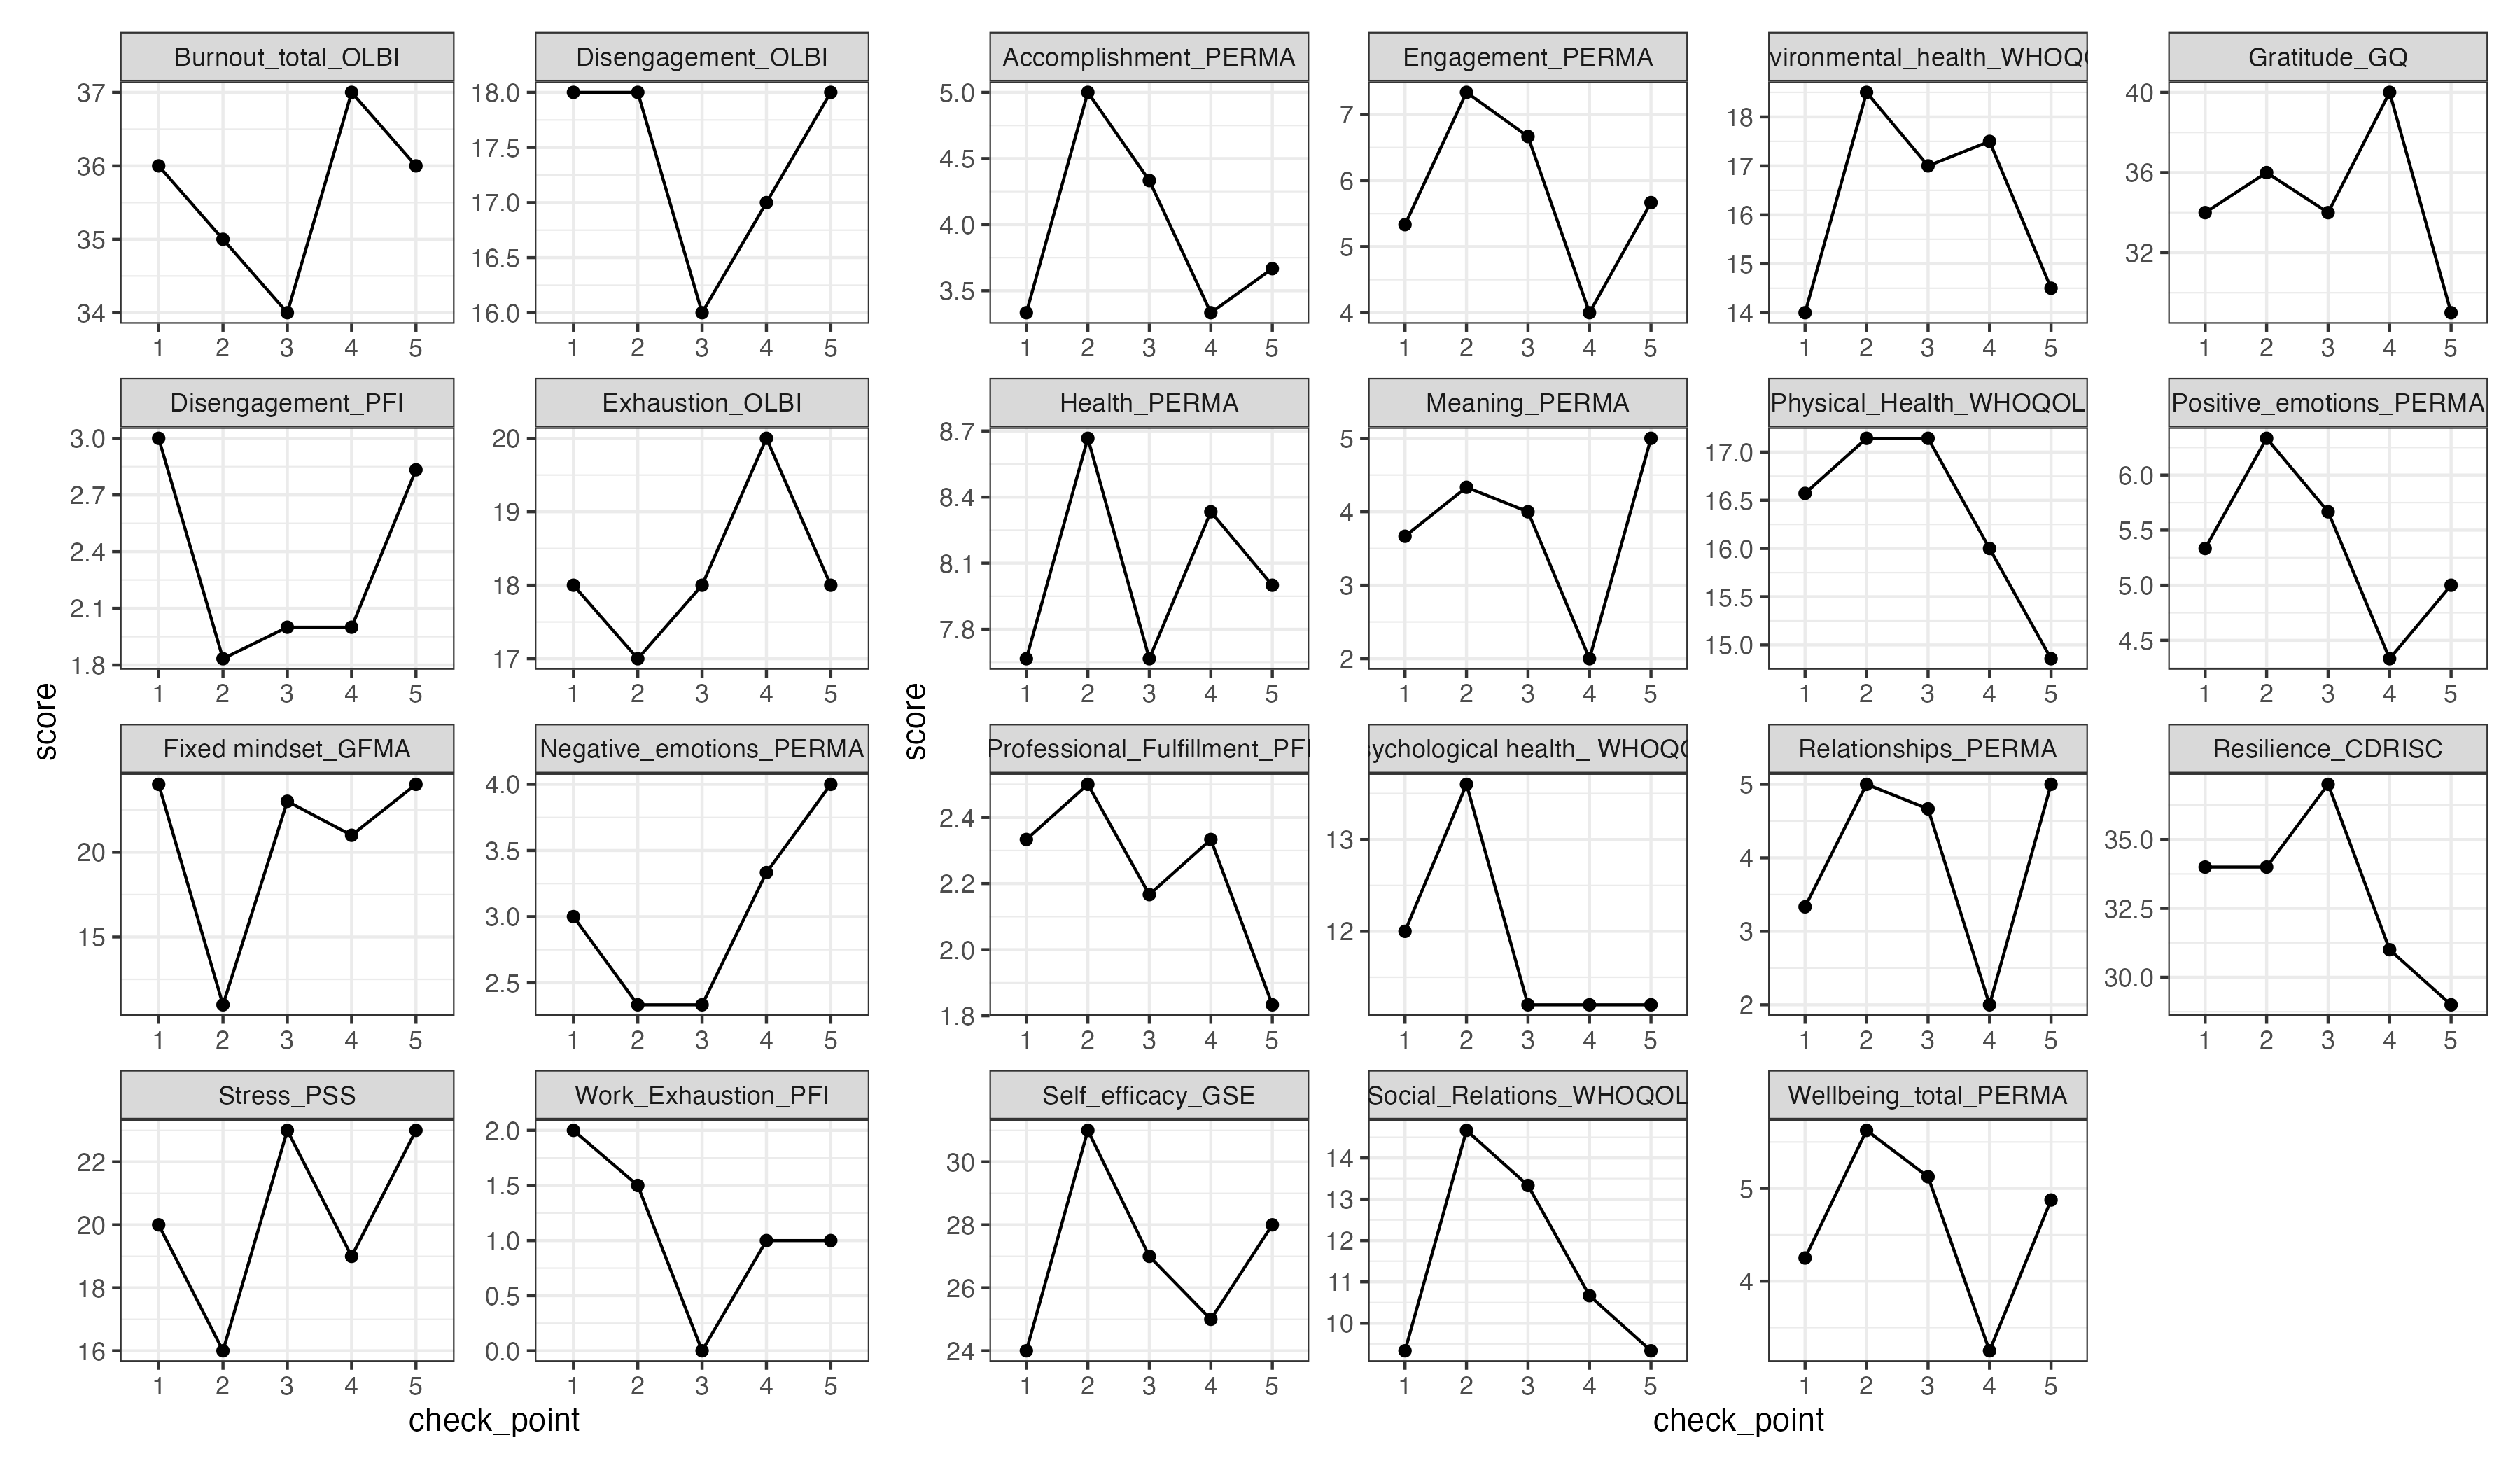 Burnout_total_OLBI
37
36
35
34
1 2 3 4 5
Disengagement_OLBI
18.0
17.5
17.0
16.5
16.0
1 2 3 4 5
Accomplishment_PERMA
5.0
4.5
4.0
3.5
1 2 3 4 5
Engagement_PERMA
7
6
5
4
1 2 3 4 5
vironmental_health_WHOQ
18
17
16
15
14
1 2 3 4 5
Gratitude_GQ
40
36
32
1 2 3 4 5
Disengagement_PFI
3.0
2.7
2.4
2.1
1.8
1 2 3 4 5
Exhaustion_OLBI
20
19
18
17
1 2 3 4 5
Health_PERMA
8.7
8.4
8.1
7.8
1 2 3 4 5
Meaning_PERMA
5
4
3
2
1 2 3 4 5
Physical_Health_WHOQOL
17.0
16.5
16.0
15.5
15.0
1 2 3 4 5
Positive_emotions_PERMA
6.0
5.5
5.0
4.5
1 2 3 4 5
score
score
Fixed mindset_GFMA
20
15
1 2 3 4 5
Negative_emotions_PERMA
4.0
3.5
3.0
2.5
1 2 3 4 5
Professional_Fulfillment_PFI
2.4
2.2
2.0
1.8
1 2 3 4 5
sychological health_ WHOQ
13
12
1 2 3 4 5
Relationships_PERMA
5
4
3
2
1 2 3 4 5
Resilience_CDRISC
35.0
32.5
30.0
1 2 3 4 5
Stress_PSS
22
20
18
16
1 2 3 4 5
Work_Exhaustion_PFI
2.0
1.5
1.0
0.5
0.0
1 2 3 4 5
Self_efficacy_GSE
30
28
26
24
1 2 3 4 5
Social_Relations_WHOQOL
14
13
12
11
10
1 2 3 4 5
Wellbeing_total_PERMA
5
4
1 2 3 4 5
check_point
check_point